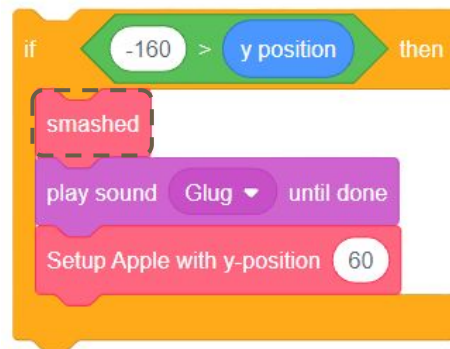 if -160 > y position then
smashed
play sound Glug until done
Setup Apple with y-position 60